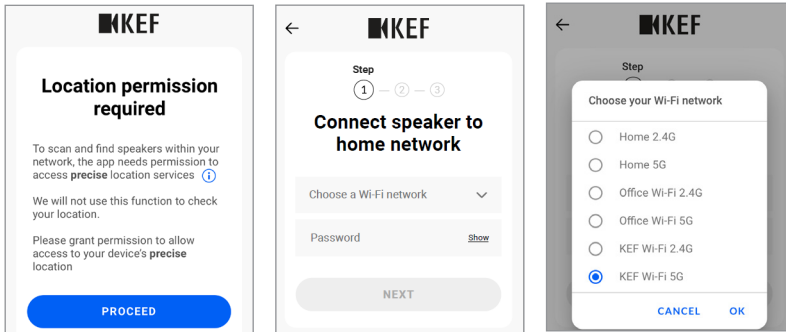 KEF
Location permission
required
To scan and find speakers within your
network, the app needs permission to
access precise location services
We will not use this function to check
your location.
Please grant permission to allow
access to your device's precise
location
PROCEED
KEF
Step
1 2 3
Connect speaker to
home network
Choose a Wi-Fi network
Password Show
NEXT
KEF
Step
Choose your Wi-Fi network
Home 2.4G
Home 5G
Office Wi-Fi 2.4G
Office Wi-Fi 5G
KEF Wi-Fi 2.4G
KEF Wi-Fi 5G
CANCEL OK